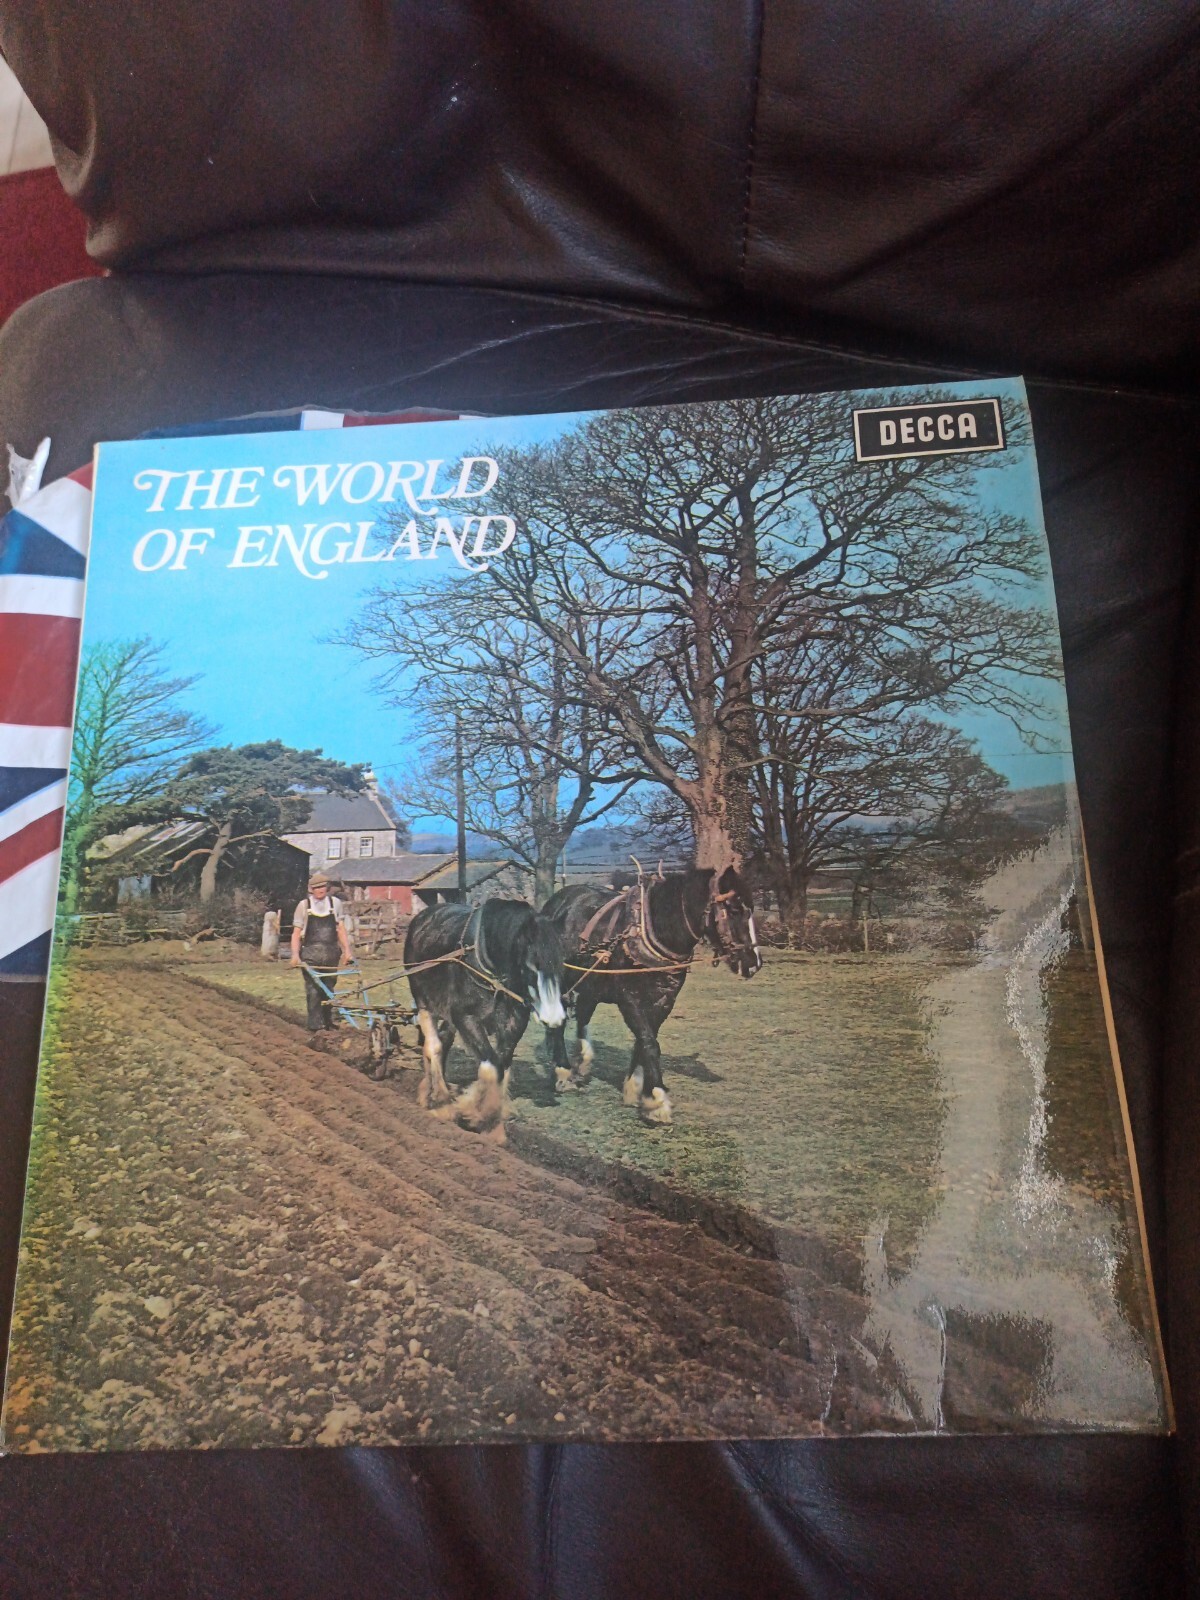 DECCA
THE WORLD
OF ENGLAND